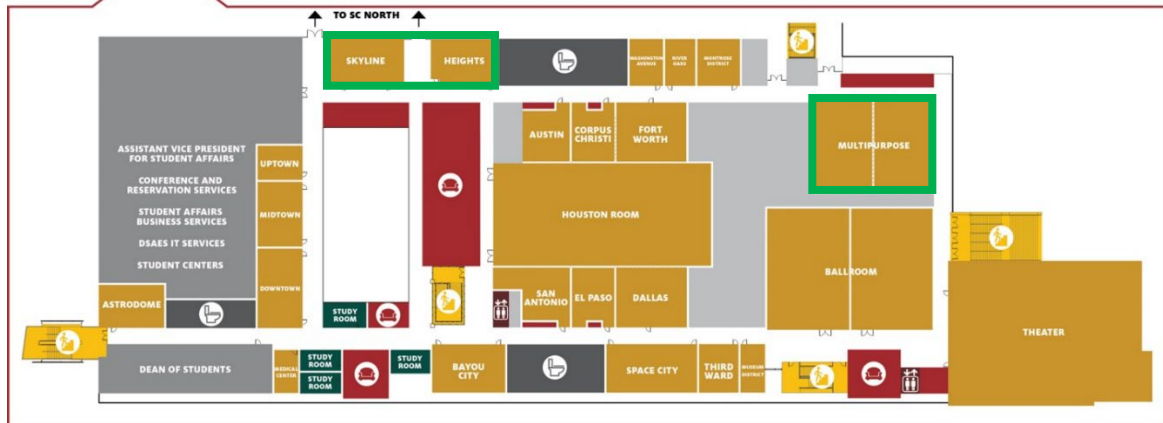 TO SC NORTH
SKYLINE
HEIGHTS
WASHINGTON
AVENUE
RIVER
OAKS
MONTROSE
DISTRICT
ASSISTANT VICE PRESIDENT
FOR STUDENT AFFAIRS
CONFERENCE AND
RESERVATION SERVICES
STUDENT AFFAIRS
BUSINESS SERVICES
DSAES IT SERVICES
STUDENT CENTERS
UPTOWN
MIDTOWN
DOWNTOWN
ASTRODOME
AUSTIN
CORPUS
CHRISTI
FORT
WORTH
MULTIPURPOSE
HOUSTON ROOM
BALLROOM
SAN
ANTONIO
EL PASO
DALLAS
STUDY
ROOM
THEATER
DEAN OF STUDENTS
MEDICAL
CENTER
STUDY
ROOM
STUDY
ROOM
STUDY
ROOM
BAYOU
CITY
SPACE CITY
THIRD
WARD
MUSEUM
DISTRICT